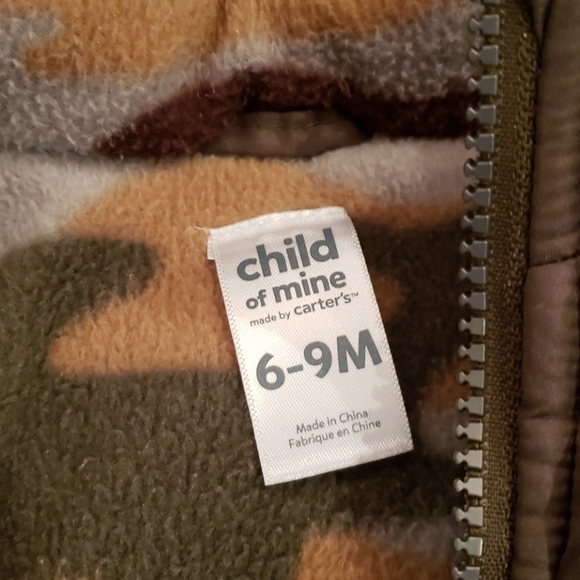 child
of mine
made by carter's™
6-9M
Made in China
Fabriqué en Chine